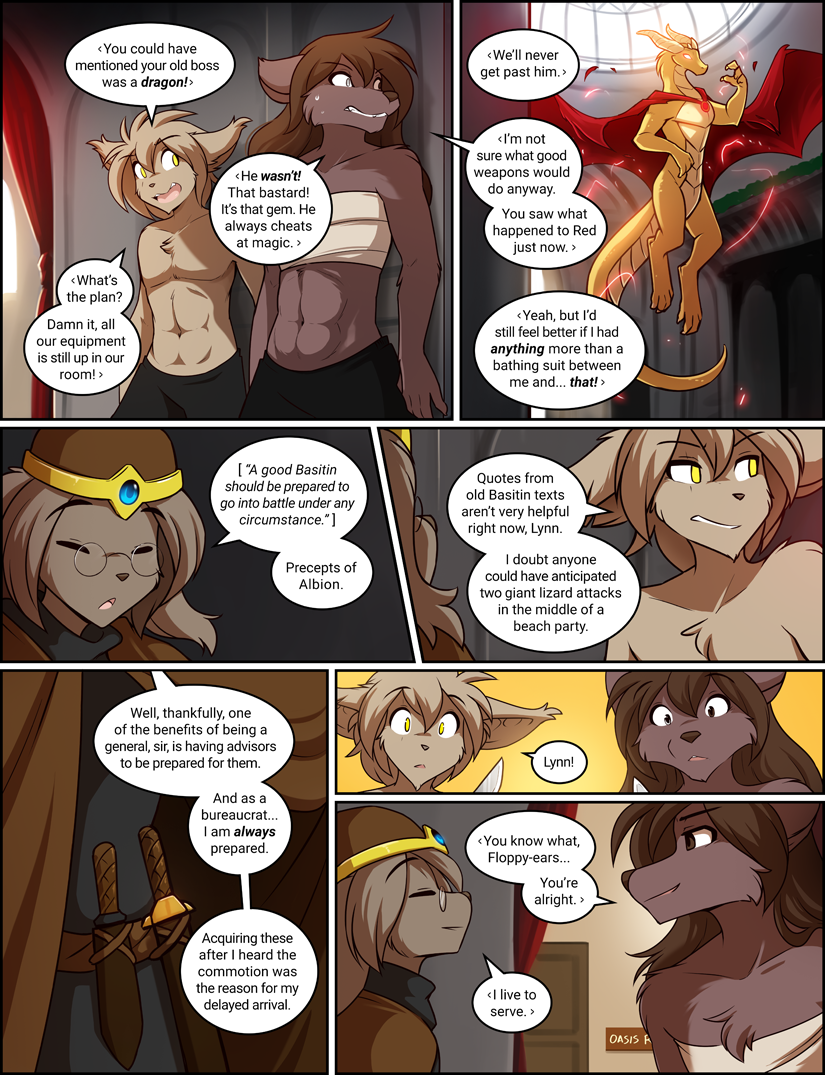 ‹You could have
mentioned your old boss
was a dragon!›
‹He wasn't!
That bastard!
It's that gem. He
always cheats
at magic. ›
‹What's
the plan?
Damn it, all
our equipment
is still up in our
room! ›
‹We'll never
get past him.›
‹I'm not
sure what good
weapons would
do anyway.
You saw what
happened to Red
just now. ›
‹Yeah, but I'd
still feel better if I had
anything more than a
bathing suit between
me and... that! ›
[ “A good Basitin
should be prepared to
go into battle under any
circumstance.” ]
Precepts of
Albion.
Quotes from
old Basitin texts
aren't very helpful
right now, Lynn.
I doubt anyone
could have anticipated
two giant lizard attacks
in the middle of a
beach party.
Well, thankfully, one
of the benefits of being a
general, sir, is having advisors
to be prepared for them.
And as a
bureaucrat...
I am always
prepared.
Acquiring these
after I heard the
commotion was
the reason for my
delayed arrival.
Lynn!
‹You know what,
Floppy-ears...
You're
alright. ›
‹I live to
serve. ›
OASIS